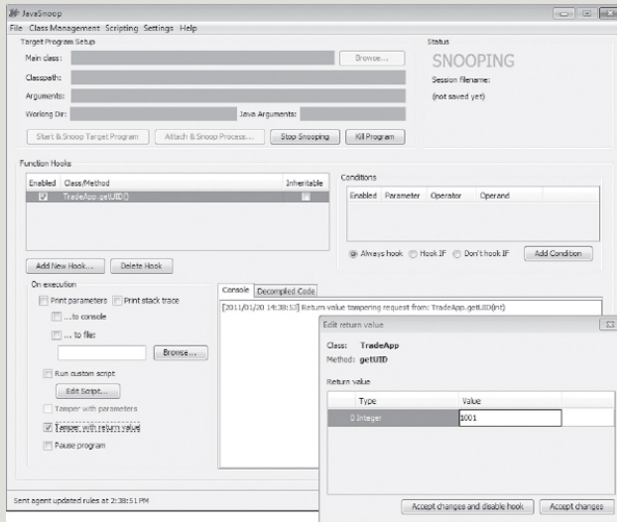 JavaSnoop
File Class Management Scripting Settings Help
Target Program Setup
Main class:
Browse...
Classpath:
Arguments:
Working Dir:
Java Arguments:
Start & Snoop Target Program
Attach & Snoop Process...
Stop Snooping
Kill Program
Status
SNOOPING
Session filename:
(not saved yet)
Function Hooks
Enabled Class/Method Inheritable
TradeApp.getUID()
Add New Hook...
Delete Hook
Conditions
Enabled Parameter Operator Operand
Always hook Hook IF Don't hook IF
Add Condition
On execution
Print parameters Print stack trace
...to console
... to file:
Browse...
Run custom script
Edit Script...
Tamper with parameters
Tamper with return value
Pause program
Console Decompiled Code
[2011/01/20 14:38:53] Return value tampering request from: TradeApp.getUID(int)
Edit return value
Class: TradeApp
Method: getUID
Return value
Type Value
0 Integer 1001
Accept changes and disable hook
Accept changes
Sent agent updated rules at 2:38:51 PM